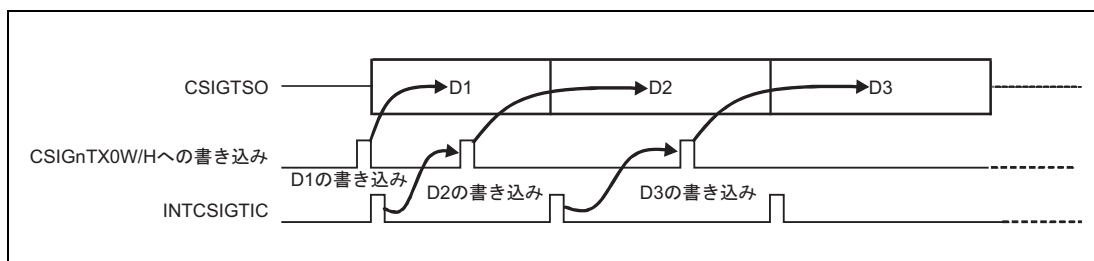 CSIGTSO
D1
D2
D3
CSIGnTX0W/Hへの書き込み
D1の書き込み
D2の書き込み
D3の書き込み
INTCSIGTIC